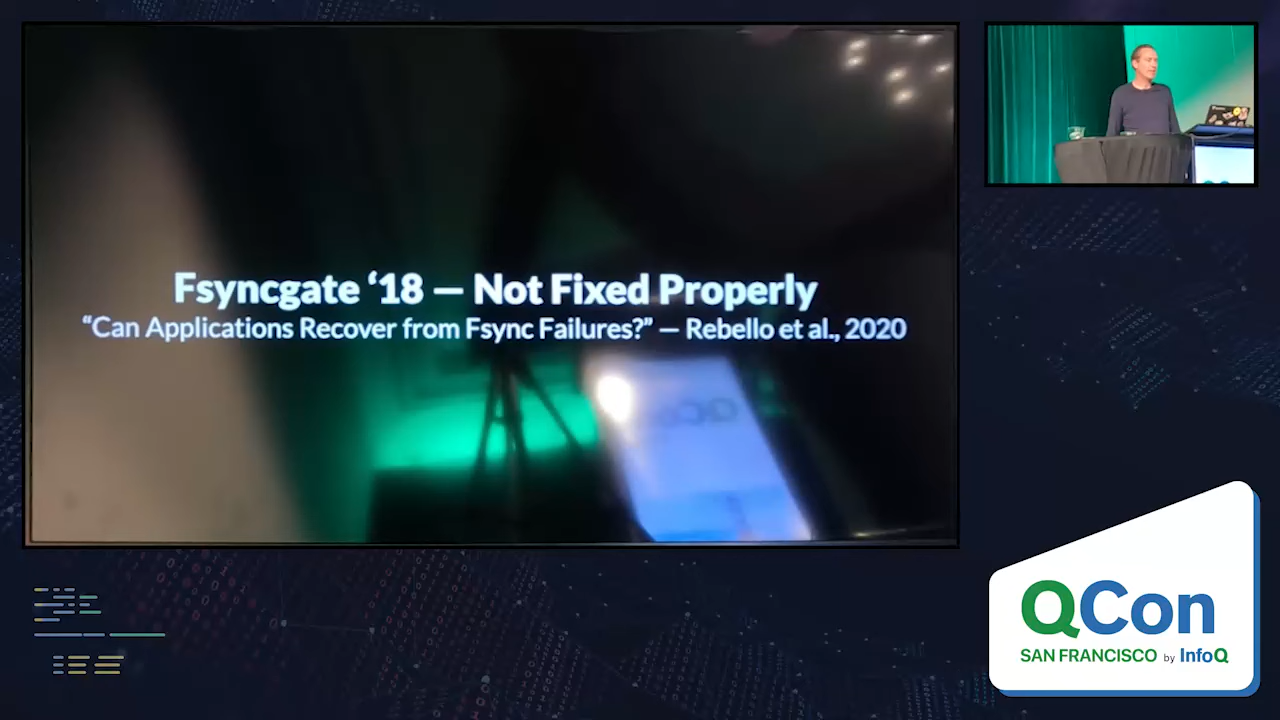 Fsyncgate ‘18 — Not Fixed Properly
“Can Applications Recover from Fsync Failures?” — Rebello et al., 2020
QCon
SAN FRANCISCO by InfoQ